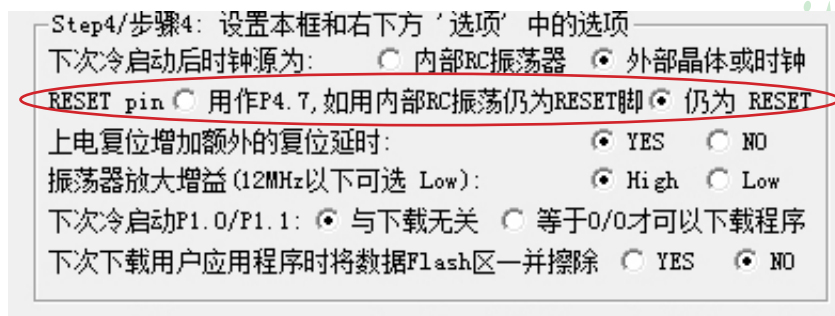 Step4/步骤4: 设置本框和右下方 '选项' 中的选项
下次冷启动后时钟源为: 内部RC振荡器 外部晶体或时钟
RESET pin 用作P4.7,如用内部RC振荡仍为RESET脚 仍为 RESET
上电复位增加额外的复位延时: YES NO
振荡器放大增益(12MHz以下可选 Low): High Low
下次冷启动P1.0/P1.1: 与下载无关 等于0/0才可以下载程序
下次下载用户应用程序时将数据Flash区一并擦除 YES NO